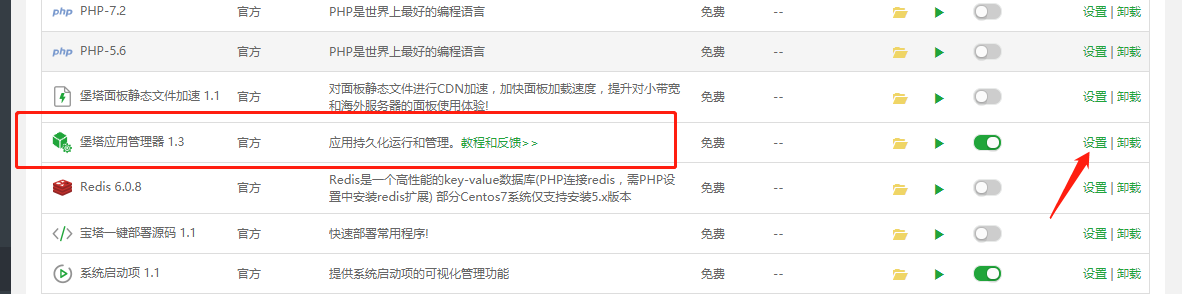 php PHP-7.2 官方 PHP是世界上最好的编程语言 免费 -- 设置 | 卸载
php PHP-5.6 官方 PHP是世界上最好的编程语言 免费 -- 设置 | 卸载
堡塔面板静态文件加速 1.1 官方 对面板静态文件进行CDN加速，加快面板加载速度，提升对小带宽
和海外服务器的面板使用体验! 免费 -- 设置 | 卸载
堡塔应用管理器 1.3 官方 应用持久化运行和管理。教程和反馈>> 免费 -- 设置 | 卸载
Redis 6.0.8 官方 Redis是一个高性能的key-value数据库(PHP连接redis，需PHP设
置中安装redis扩展) 部分Centos7系统仅支持安装5.x版本 免费 -- 设置 | 卸载
宝塔一键部署源码 1.1 官方 快速部署常用程序! 免费 -- 设置 | 卸载
系统启动项 1.1 官方 提供系统启动项的可视化管理功能 免费 -- 设置 | 卸载